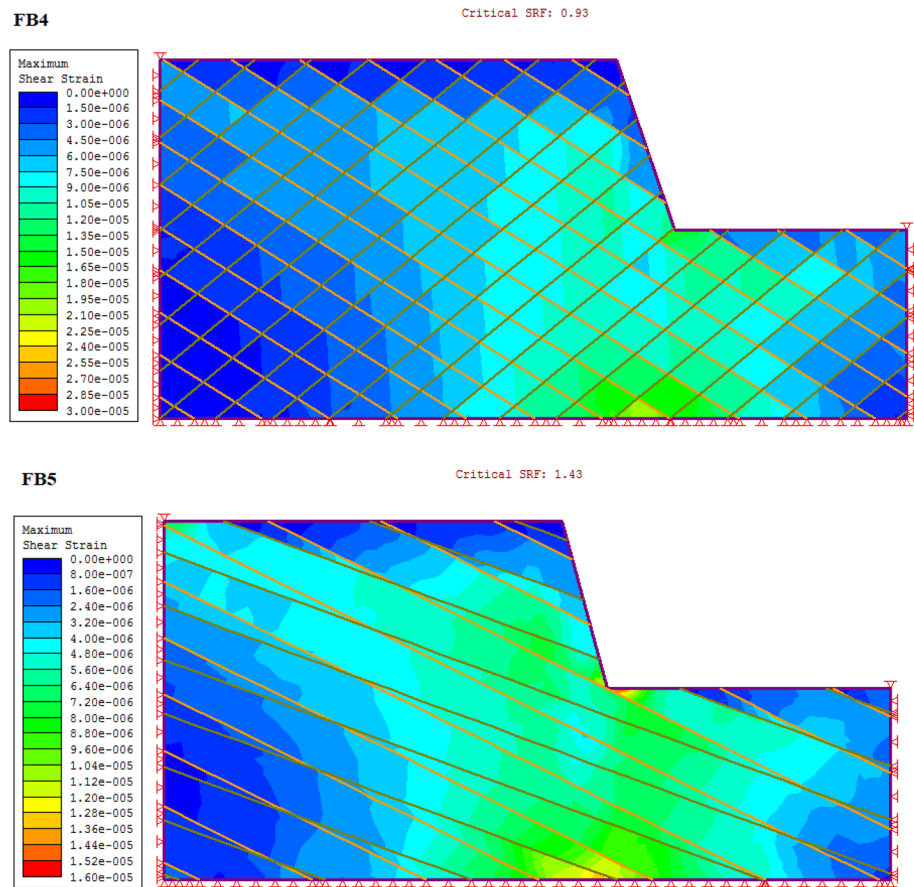 FB4
Critical SRF: 0.93
Maximum
Shear Strain
0.00e+000
1.50e-006
3.00e-006
4.50e-006
6.00e-006
7.50e-006
9.00e-006
1.05e-005
1.20e-005
1.35e-005
1.50e-005
1.65e-005
1.80e-005
1.95e-005
2.10e-005
2.25e-005
2.40e-005
2.55e-005
2.70e-005
2.85e-005
3.00e-005
FB5
Critical SRF: 1.43
Maximum
Shear Strain
0.00e+000
8.00e-007
1.60e-006
2.40e-006
3.20e-006
4.00e-006
4.80e-006
5.60e-006
6.40e-006
7.20e-006
8.00e-006
8.80e-006
9.60e-006
1.04e-005
1.12e-005
1.20e-005
1.28e-005
1.36e-005
1.44e-005
1.52e-005
1.60e-005